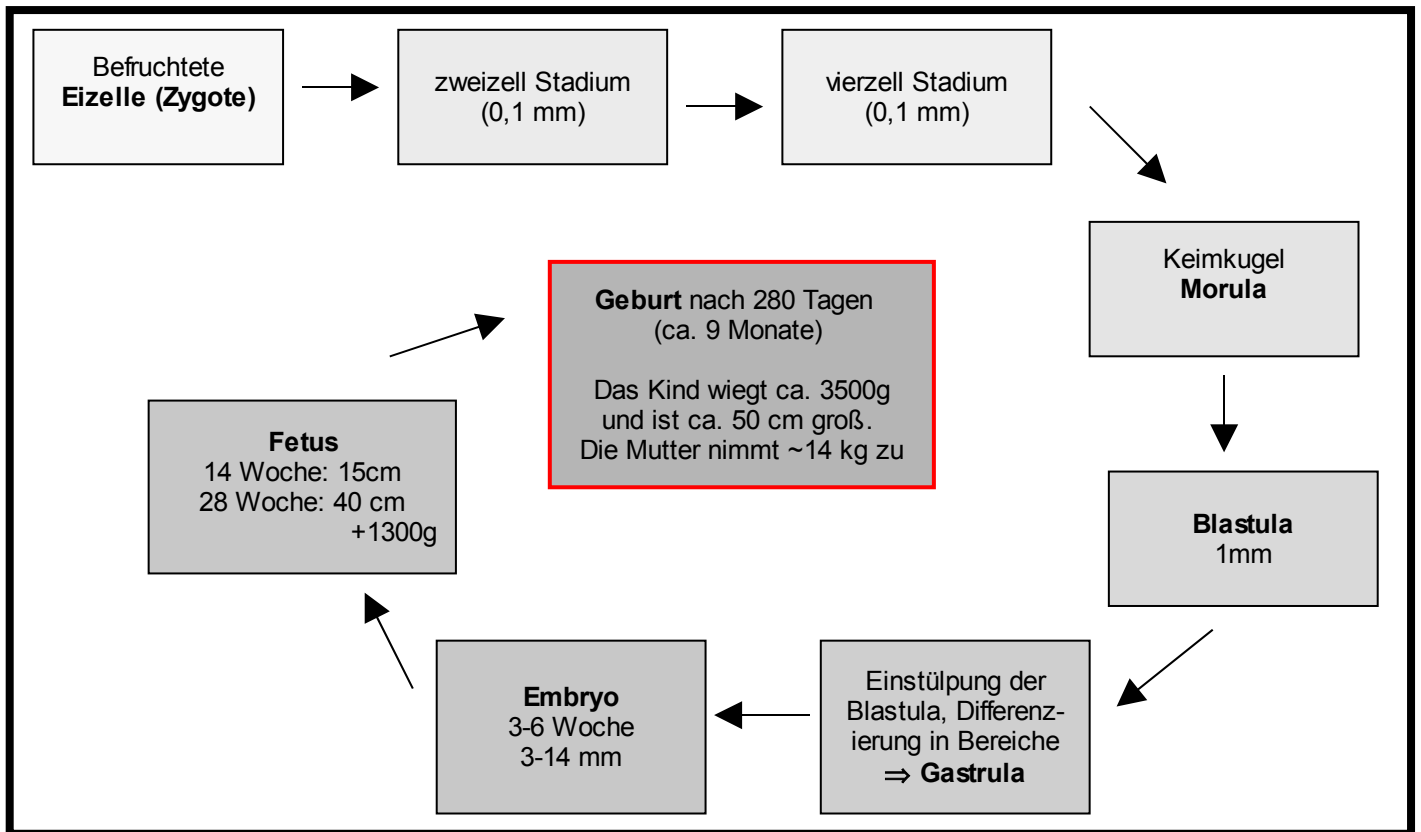 Befruchtete
Eizelle (Zygote)
zweizell Stadium
(0,1 mm)
vierzell Stadium
(0,1 mm)
Keimkugel
Morula
Blastula
1mm
Einstülpung der
Blastula, Differenz-
ierung in Bereiche
⇒ Gastrula
Embryo
3-6 Woche
3-14 mm
Fetus
14 Woche: 15cm
28 Woche: 40 cm
+1300g
Geburt nach 280 Tagen
(ca. 9 Monate)
Das Kind wiegt ca. 3500g
und ist ca. 50 cm groß.
Die Mutter nimmt ~14 kg zu